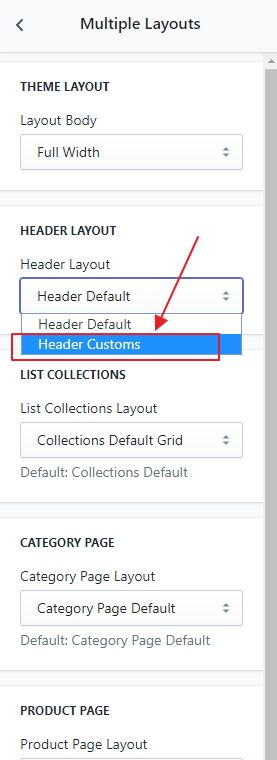 Multiple Layouts
THEME LAYOUT
Layout Body
Full Width
HEADER LAYOUT
Header Layout
Header Default
Header Default
Header Customs
LIST COLLECTIONS
List Collections Layout
Collections Default Grid
Default: Collections Default
CATEGORY PAGE
Category Page Layout
Category Page Default
Default: Category Page Default
PRODUCT PAGE
Product Page Layout